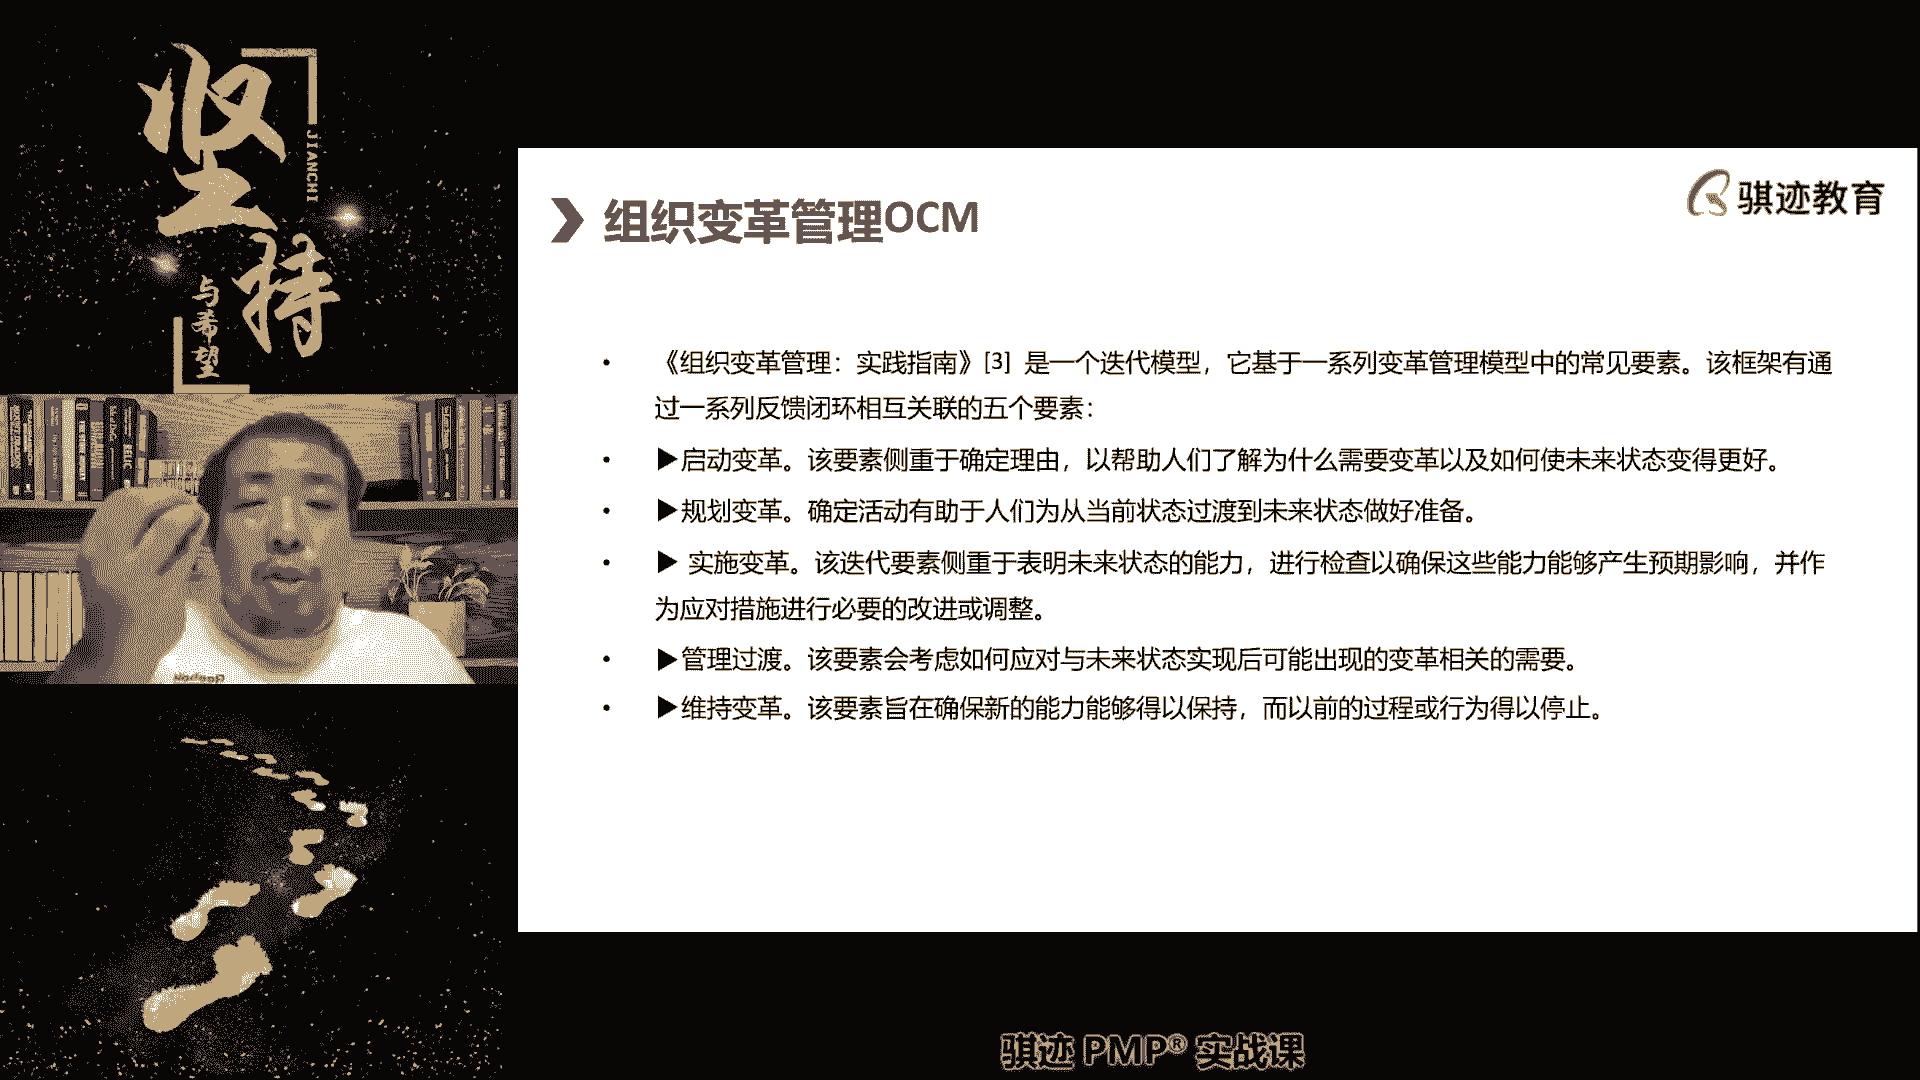 坚持
JIANCHI
与希望
骐迹教育
组织变革管理OCM
• 《组织变革管理：实践指南》[3] 是一个迭代模型，它基于一系列变革管理模型中的常见要素。该框架有通
过一系列反馈闭环相互关联的五个要素：
• ▶启动变革。该要素侧重于确定理由，以帮助人们了解为什么需要变革以及如何使未来状态变得更好。
• ▶规划变革。确定活动有助于人们为从当前状态过渡到未来状态做好准备。
• ▶ 实施变革。该迭代要素侧重于表明未来状态的能力，进行检查以确保这些能力能够产生预期影响，并作
为应对措施进行必要的改进或调整。
• ▶管理过渡。该要素会考虑如何应对与未来状态实现后可能出现的变革相关的需要。
• ▶维持变革。该要素旨在确保新的能力能够得以保持，而以前的过程或行为得以停止。
骐迹 PMP® 实战课